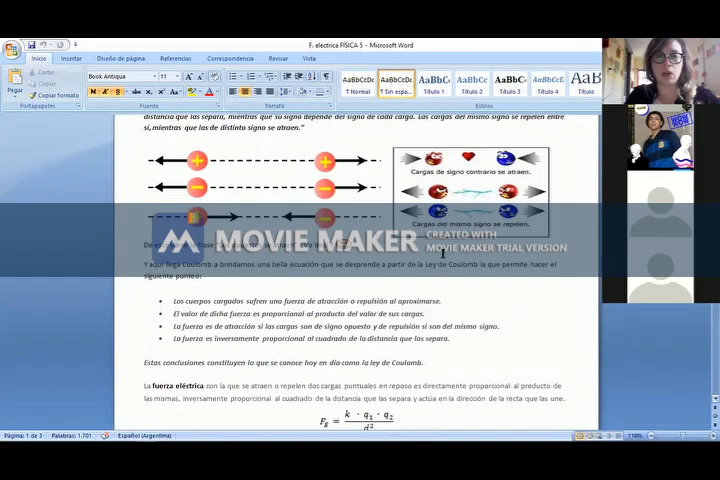 F. electrica FÍSICA 5 - Microsoft Word
Inicio Insertar Diseño de página Referencias Correspondencia Revisar Vista
Pegar
Cortar
Copiar
Copiar formato
Portapapeles
Book Antiqua 11
Fuente
Párrafo
AaBbCcDc AaBbCcDc AaBbC AaBbCc AaBbC AaBbCcD AaB
¶ Normal ¶ Sin espa... Título 1 Título 2 Título 3 Título 4 Título
Estilos
distancia que las separa, mientras que su signo depende del signo de cada carga. Las cargas del mismo signo se repelen entre
sí, mientras que las de distinto signo se atraen."
Cargas de signo contrario se atraen.
Cargas del mismo signo se repelen.
MOVIE MAKER
CREATED WITH
MOVIE MAKER TRIAL VERSION
Y aquí llega Coulomb a brindarnos una bella ecuación que se desprende a partir de la Ley de Coulomb la que permite hacer el
siguiente punteo:
• Los cuerpos cargados sufren una fuerza de atracción o repulsión al aproximarse.
• El valor de dicha fuerza es proporcional al producto del valor de sus cargas.
• La fuerza es de atracción si las cargas son de signo opuesto y de repulsión si son del mismo signo.
• La fuerza es inversamente proporcional al cuadrado de la distancia que las separa.
Estas conclusiones constituyen lo que se conoce hoy en día como la ley de Coulamb.
La fuerza eléctrica con la que se atraen o repelen dos cargas puntuales en reposo es directamente proporcional al producto de
las mismas, inversamente proporcional al cuadrado de la distancia que las separa y actúa en la dirección de la recta que las une.
F_E = k · q₁ · q₂ / d²
Página: 1 de 3 Palabras: 1.701 Español (Argentina) 118%